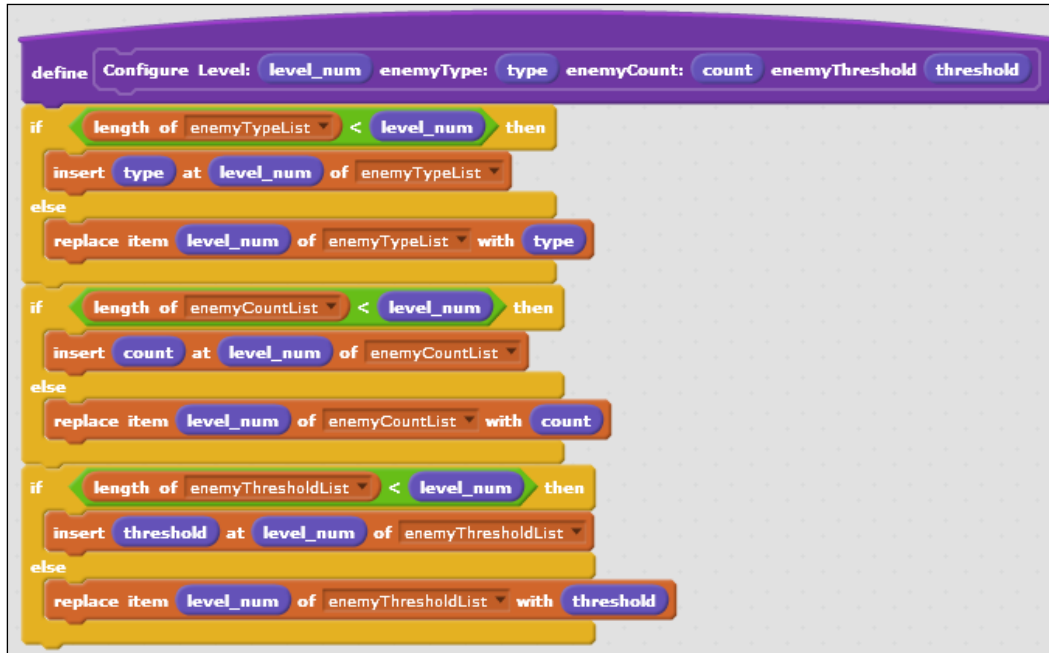 define Configure Level: level_num enemyType: type enemyCount: count enemyThreshold threshold
if length of enemyTypeList < level_num then
insert type at level_num of enemyTypeList
else
replace item level_num of enemyTypeList with type
if length of enemyCountList < level_num then
insert count at level_num of enemyCountList
else
replace item level_num of enemyCountList with count
if length of enemyThresholdList < level_num then
insert threshold at level_num of enemyThresholdList
else
replace item level_num of enemyThresholdList with threshold